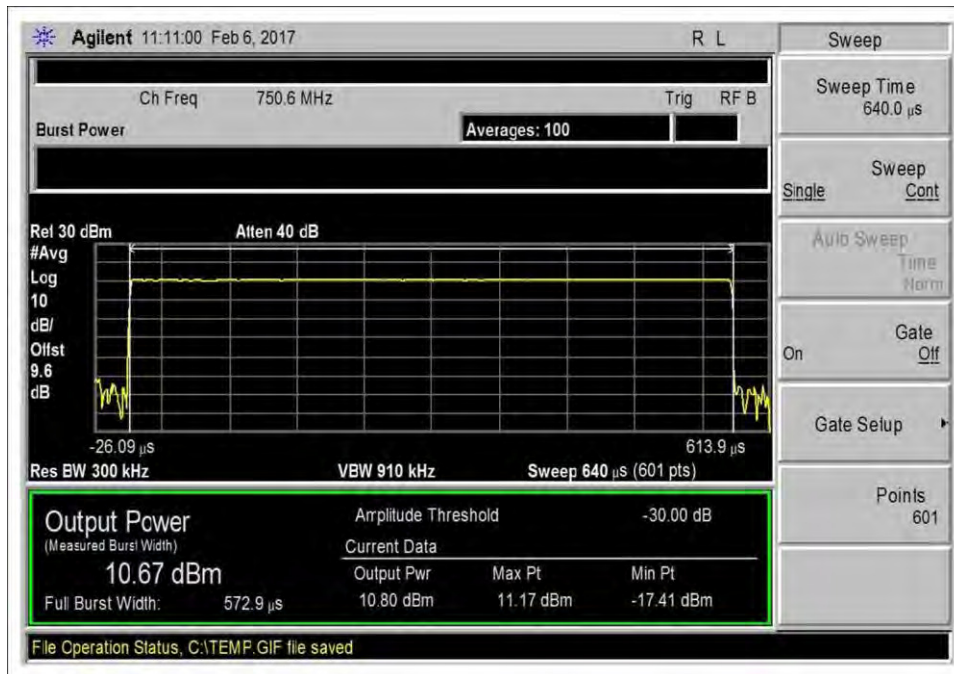 Agilent 11:11:00 Feb 6, 2017
R L
Ch Freq 750.6 MHz
Trig RF B
Burst Power
Averages: 100
Ref 30 dBm
Atten 40 dB
#Avg
Log
10
dB/
Offst
9.6
dB
-26.09 µs
613.9 µs
Res BW 300 kHz
VBW 910 kHz
Sweep 640 µs (601 pts)
Output Power
(Measured Burst Width)
10.67 dBm
Full Burst Width: 572.9 µs
Amplitude Threshold -30.00 dB
Current Data
Output Pwr Max Pt Min Pt
10.80 dBm 11.17 dBm -17.41 dBm
File Operation Status, C:\TEMP.GIF file saved
Sweep
Sweep Time
640.0 µs
Sweep
Single Cont
Auto Sweep
Time
Norm
Gate
On Off
Gate Setup
Points
601